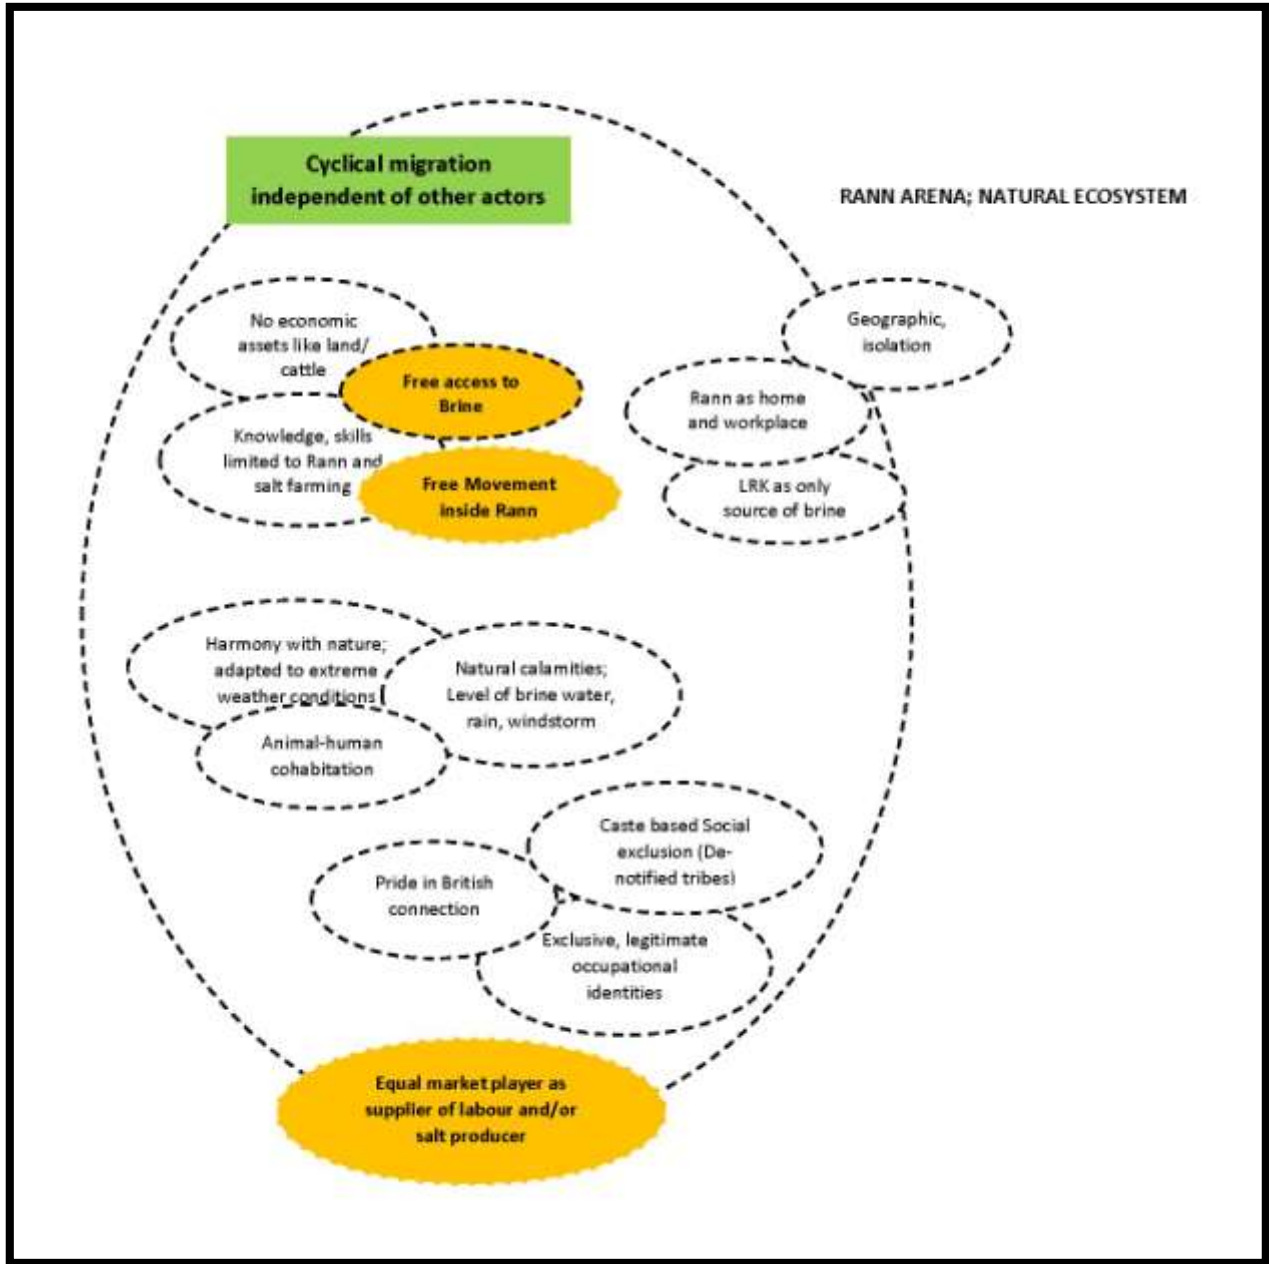 Cyclical migration
independent of other actors
RANN ARENA; NATURAL ECOSYSTEM
No economic
assets like land/
cattle
Free access to
Brine
Knowledge, skills
limited to Rann and
salt farming
Free Movement
inside Rann
Geographic,
isolation
Rann as home
and workplace
LRK as only
source of brine
Harmony with nature;
adapted to extreme
weather conditions
Natural calamities;
Level of brine water,
rain, windstorm
Animal-human
cohabitation
Caste based Social
exclusion (De-
notified tribes)
Pride in British
connection
Exclusive, legitimate
occupational
identities
Equal market player as
supplier of labour and/or
salt producer